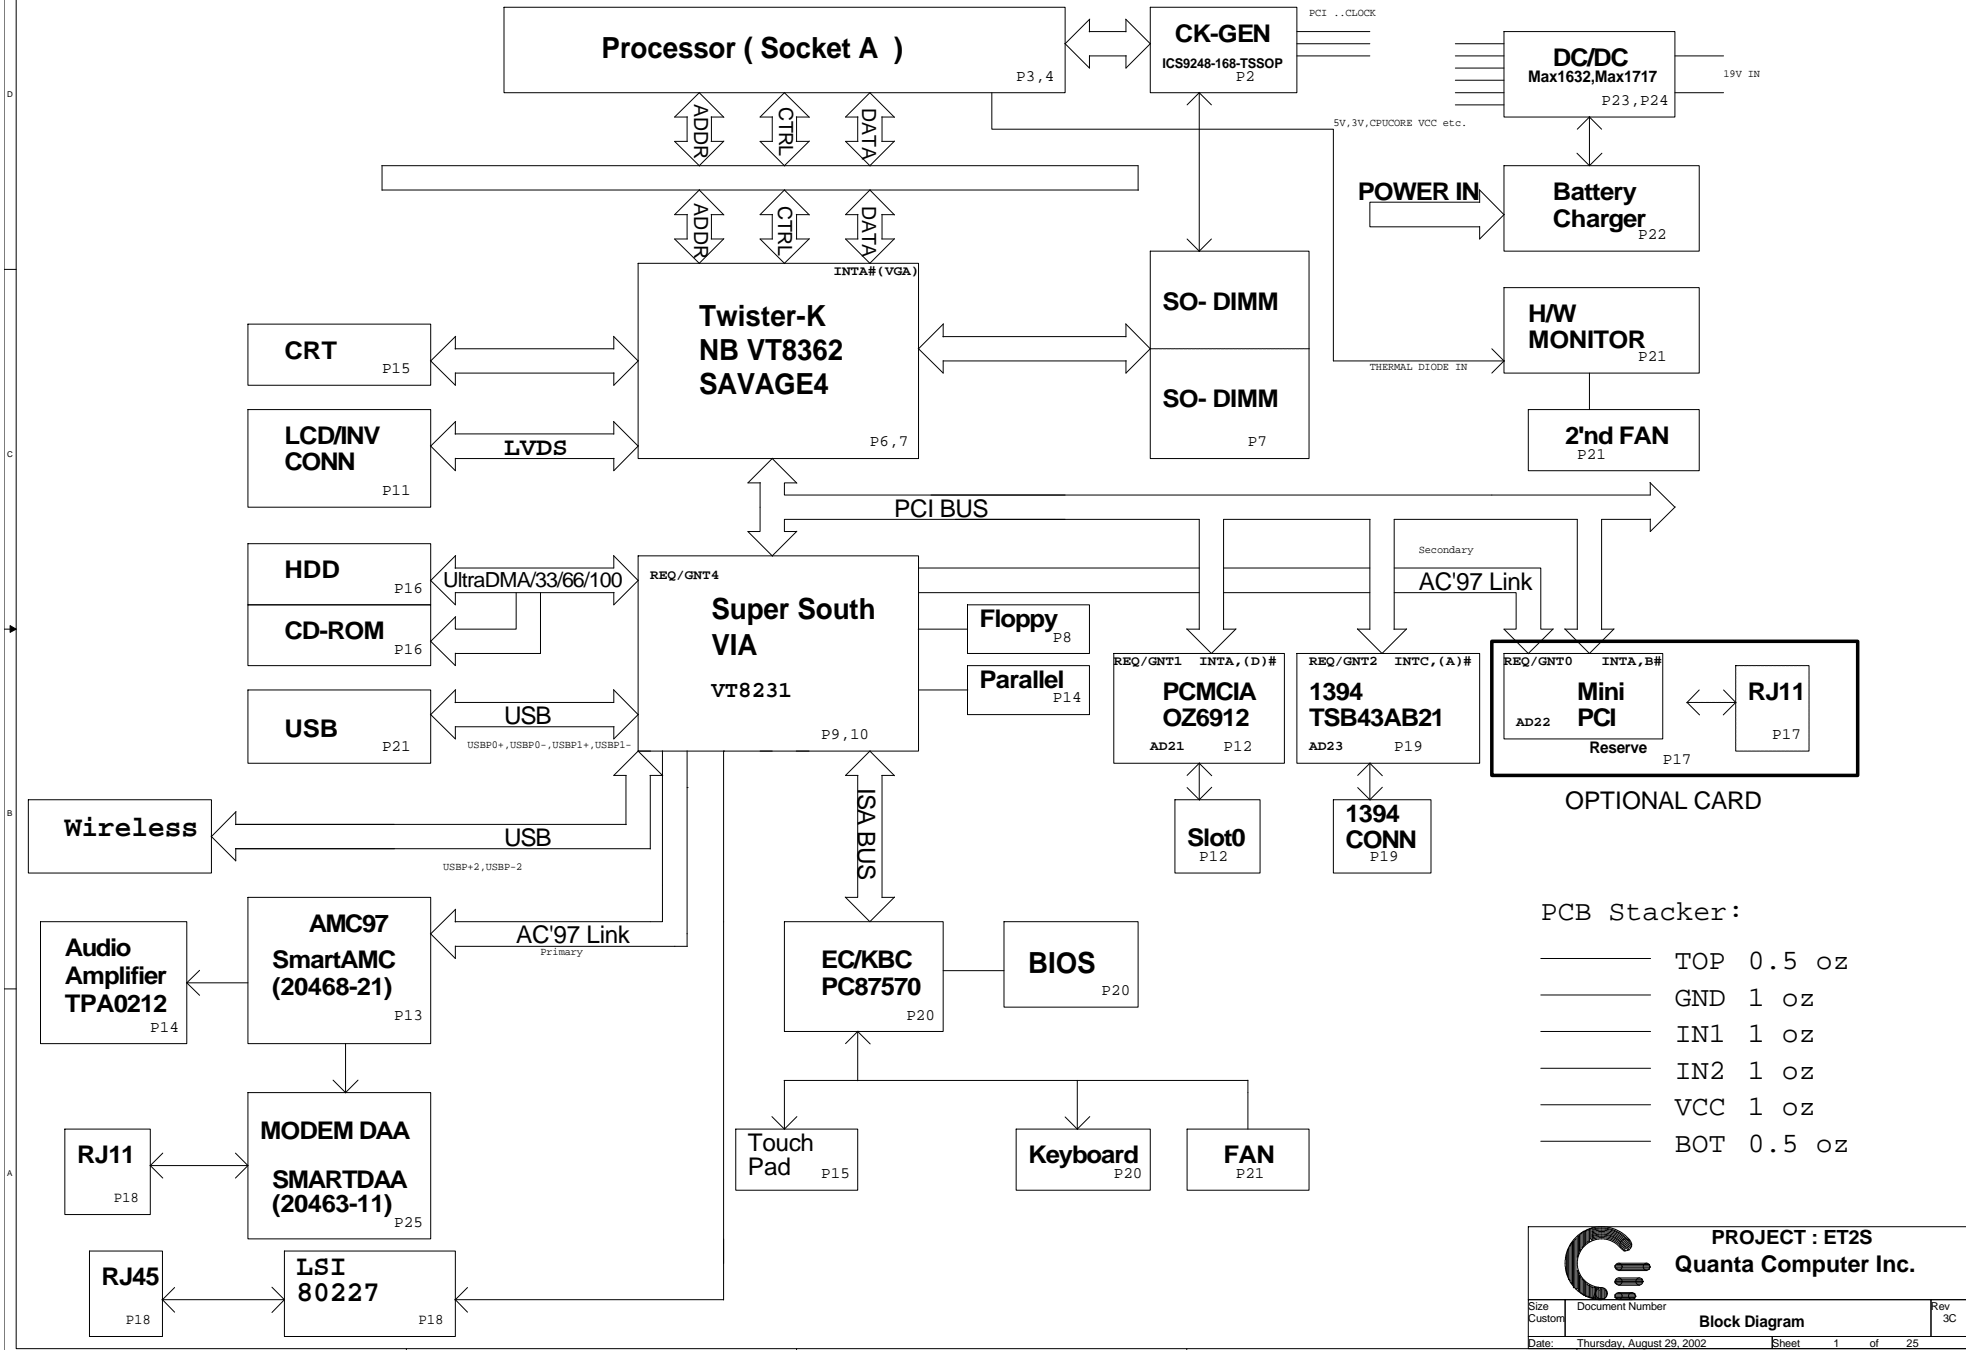 Processor ( Socket A )
P3,4
CK-GEN
ICS9248-168-TSSOP
P2
PCI ..CLOCK
DC/DC
Max1632,Max1717
P23,P24
19V IN
5V,3V,CPUCORE VCC etc.
ADDR
CTRL
DATA
ADDR
CTRL
DATA
POWER IN
Battery
Charger
P22
INTA#(VGA)
Twister-K
NB VT8362
SAVAGE4
P6,7
SO- DIMM
SO- DIMM
P7
H/W
MONITOR
P21
THERMAL DIODE IN
2'nd FAN
P21
CRT
P15
LCD/INV
CONN
P11
LVDS
PCI BUS
HDD
P16
UltraDMA/33/66/100
CD-ROM
P16
USB
P21
USB
USBP0+,USBP0-,USBP1+,USBP1-
REQ/GNT4
Super South
VIA
VT8231
P9,10
Floppy
P8
Parallel
P14
Secondary
AC'97 Link
REQ/GNT1 INTA,(D)#
PCMCIA
OZ6912
AD21 P12
REQ/GNT2 INTC,(A)#
1394
TSB43AB21
AD23 P19
REQ/GNT0 INTA,B#
Mini
PCI
AD22
Reserve
P17
RJ11
P17
OPTIONAL CARD
Slot0
P12
1394
CONN
P19
Wireless
USB
USBP+2,USBP-2
ISA BUS
AMC97
SmartAMC
(20468-21)
P13
AC'97 Link
Primary
Audio
Amplifier
TPA0212
P14
EC/KBC
PC87570
P20
BIOS
P20
PCB Stacker:
TOP 0.5 oz
GND 1 oz
IN1 1 oz
IN2 1 oz
VCC 1 oz
BOT 0.5 oz
MODEM DAA
SMARTDAA
(20463-11)
P25
RJ11
P18
Touch
Pad
P15
Keyboard
P20
FAN
P21
RJ45
P18
LSI
80227
P18
PROJECT : ET2S
Quanta Computer Inc.
Size
Custom
Document Number
Block Diagram
Rev
3C
Date: Thursday, August 29, 2002 Sheet 1 of 25
D
C
B
A